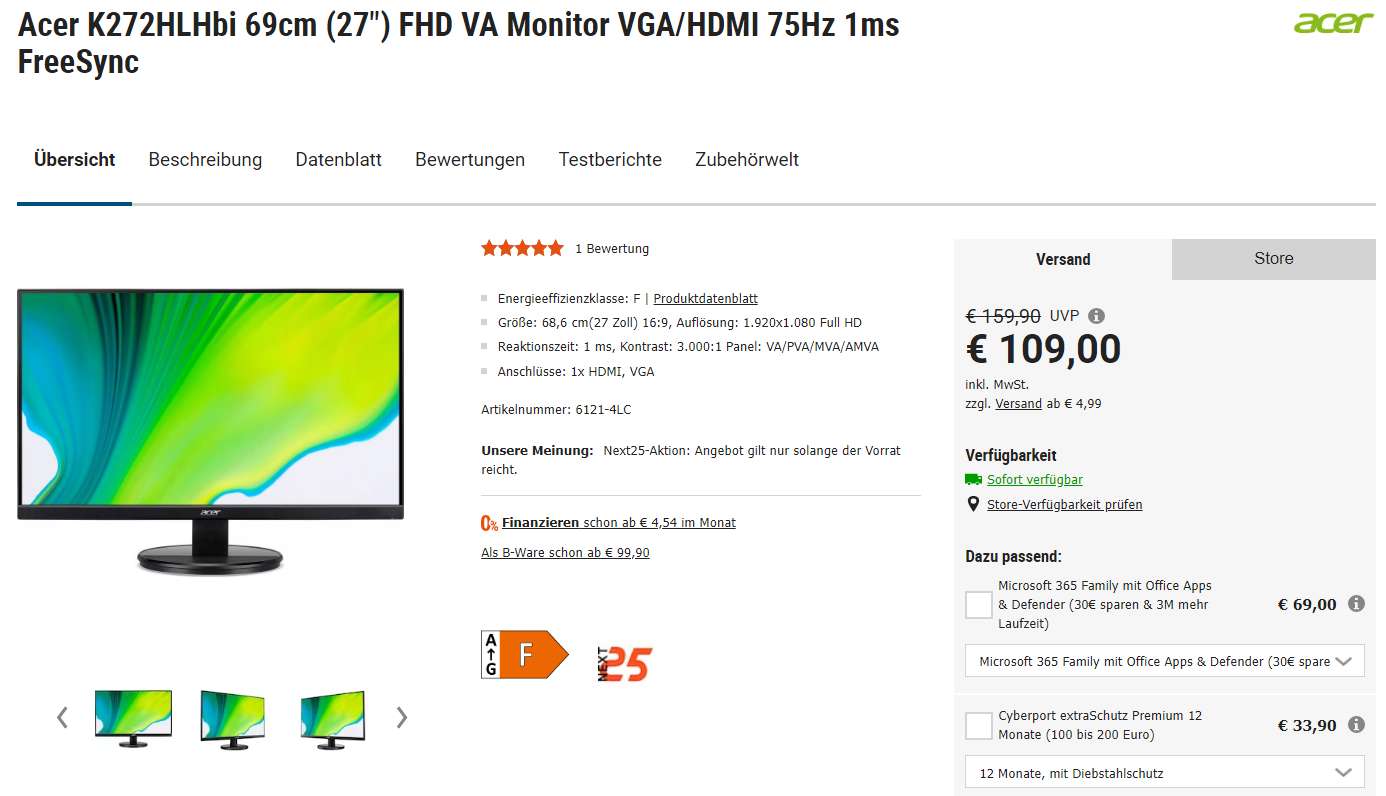 Acer K272HLHbi 69cm (27") FHD VA Monitor VGA/HDMI 75Hz 1ms
FreeSync
acer
Übersicht
Beschreibung
Datenblatt
Bewertungen
Testberichte
Zubehörwelt
1 Bewertung
Energieeffizienzklasse: F | Produktdatenblatt
Größe: 68,6 cm(27 Zoll) 16:9, Auflösung: 1.920x1.080 Full HD
Reaktionszeit: 1 ms, Kontrast: 3.000:1 Panel: VA/PVA/MVA/AMVA
Anschlüsse: 1x HDMI, VGA
Artikelnummer: 6121-4LC
Unsere Meinung: Next25-Aktion: Angebot gilt nur solange der Vorrat
reicht.
0% Finanzieren schon ab € 4,54 im Monat
Als B-Ware schon ab € 99,90
A
G
F
NEXT 25
acer
Versand
Store
€ 159,90 UVP
€ 109,00
inkl. MwSt.
zzgl. Versand ab € 4,99
Verfügbarkeit
Sofort verfügbar
Store-Verfügbarkeit prüfen
Dazu passend:
Microsoft 365 Family mit Office Apps
& Defender (30€ sparen & 3M mehr
Laufzeit)
€ 69,00
Microsoft 365 Family mit Office Apps & Defender (30€ spare
Cyberport extraSchutz Premium 12
Monate (100 bis 200 Euro)
€ 33,90
12 Monate, mit Diebstahlschutz